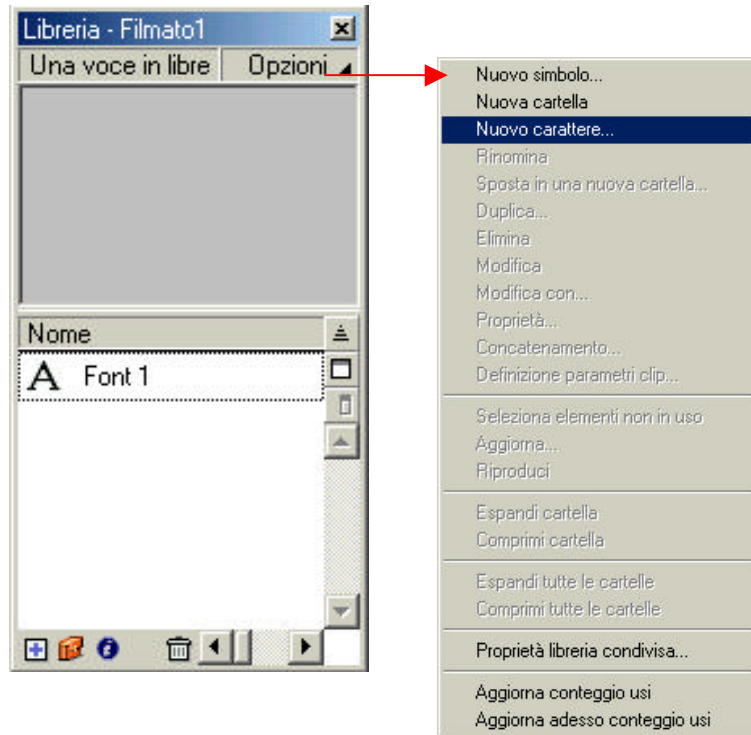 Libreria - Filmato1
Una voce in libre
Opzioni
Nome
A Font 1
Nuovo simbolo...
Nuova cartella
Nuovo carattere...
Rinomina
Sposta in una nuova cartella...
Duplica...
Elimina
Modifica
Modifica con...
Proprietà...
Concatenamento...
Definizione parametri clip...
Seleziona elementi non in uso
Aggiorna...
Riproduci
Espandi cartella
Comprimi cartella
Espandi tutte le cartelle
Comprimi tutte le cartelle
Proprietà libreria condivisa...
Aggiorna conteggio usi
Aggiorna adesso conteggio usi